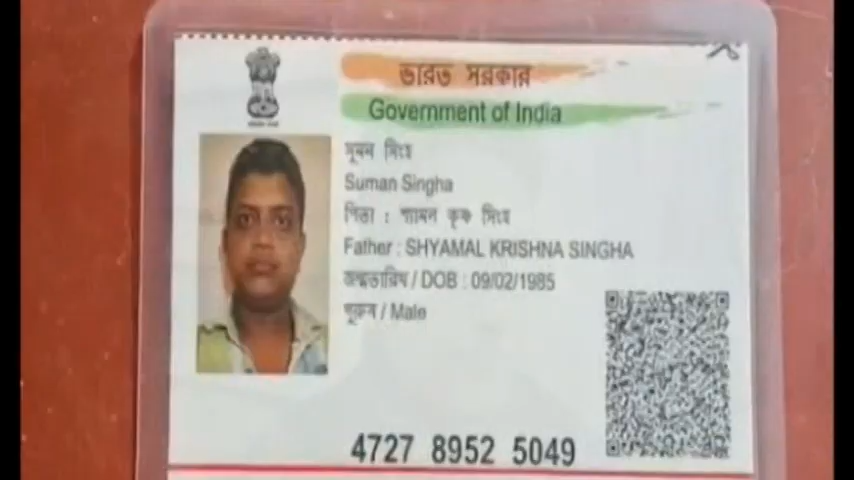 ভারত সরকার
Government of India
সুমন সিংহ
Suman Singha
পিতা : শ্যামল কৃষ্ণ সিংহ
Father : SHYAMAL KRISHNA SINGHA
জন্মতারিখ / DOB : 09/02/1985
পুরুষ / Male
4727 8952 5049